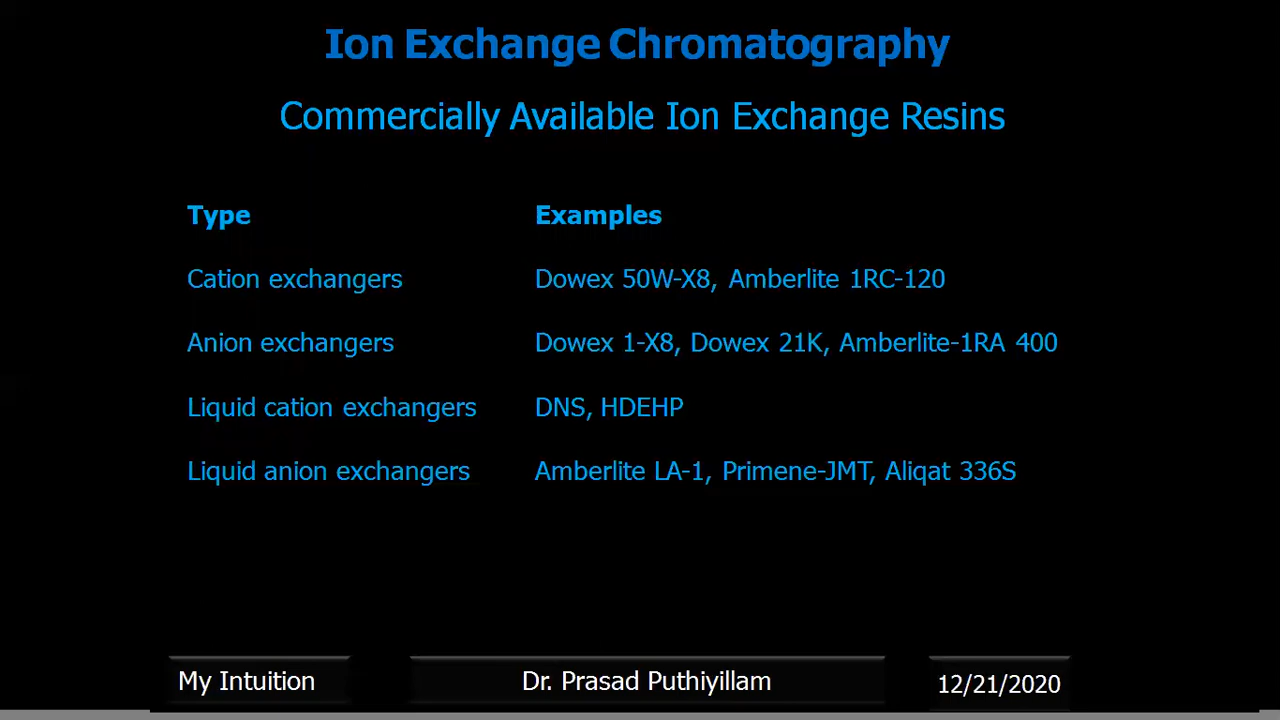 Ion Exchange Chromatography
Commercially Available Ion Exchange Resins
Type Examples
Cation exchangers Dowex 50W-X8, Amberlite 1RC-120
Anion exchangers Dowex 1-X8, Dowex 21K, Amberlite-1RA 400
Liquid cation exchangers DNS, HDEHP
Liquid anion exchangers Amberlite LA-1, Primene-JMT, Aliqat 336S
My Intuition Dr. Prasad Puthiyillam 12/21/2020